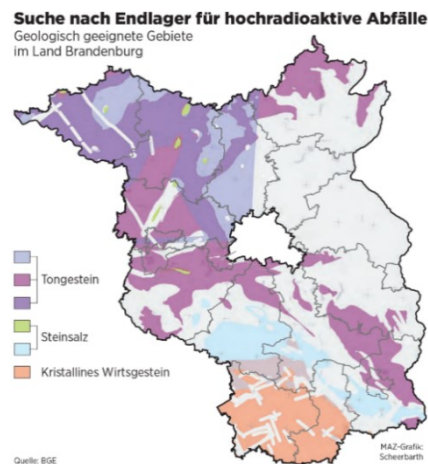 Suche nach Endlager für hochradioaktive Abfälle
Geologisch geeignete Gebiete
im Land Brandenburg
Tongestein
Steinsalz
Kristallines Wirtsgestein
Quelle: BGE
MAZ-Grafik:
Scheerbarth